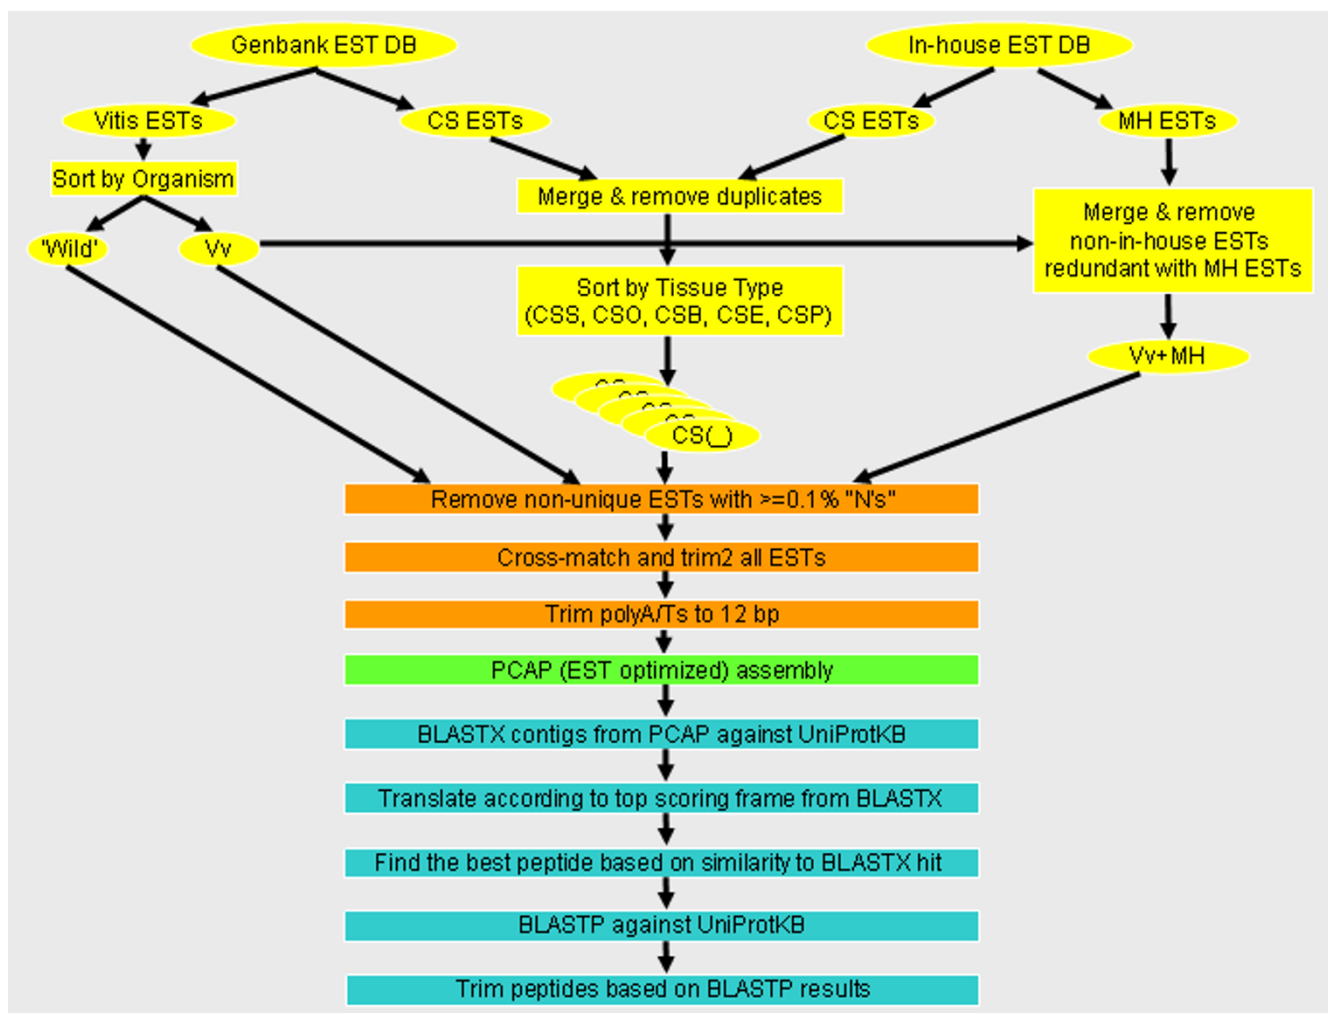 Genbank EST DB
In-house EST DB
Vitis ESTs
CS ESTs
CS ESTs
MH ESTs
Sort by Organism
Merge & remove duplicates
Merge & remove
non-in-house ESTs
redundant with MH ESTs
'Wild'
Vv
Sort by Tissue Type
(CSS, CSO, CSB, CSE, CSP)
Vv+MH
CS(_)
Remove non-unique ESTs with >=0.1% "N's"
Cross-match and trim2 all ESTs
Trim polyA/Ts to 12 bp
PCAP (EST optimized) assembly
BLASTX contigs from PCAP against UniProtKB
Translate according to top scoring frame from BLASTX
Find the best peptide based on similarity to BLASTX hit
BLASTP against UniProtKB
Trim peptides based on BLASTP results